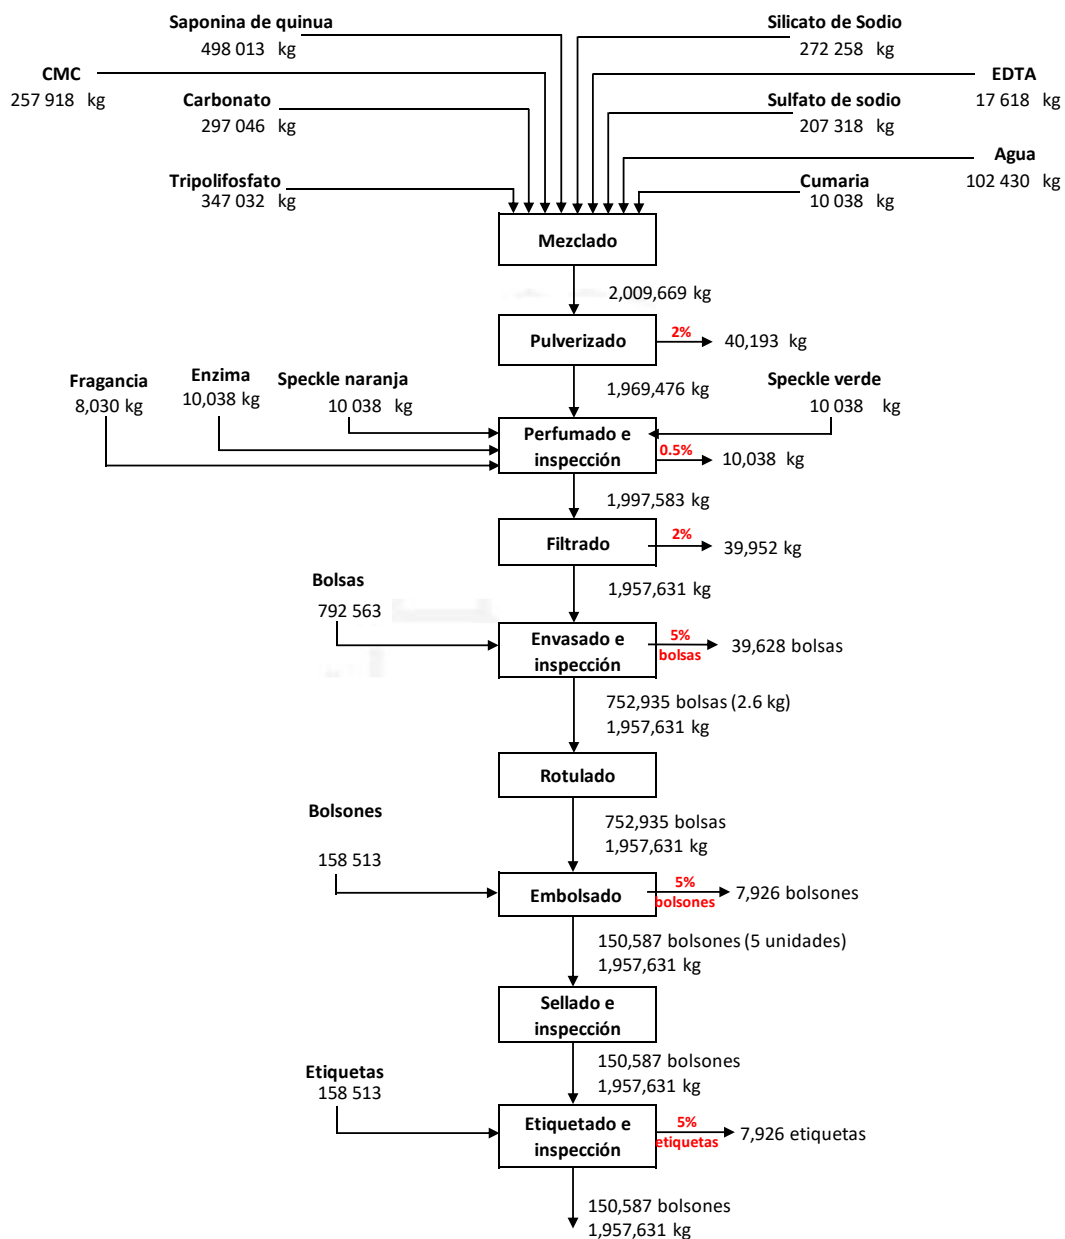 Saponina de quinua
498 013 kg
Silicato de Sodio
272 258 kg
CMC
257 918 kg
EDTA
17 618 kg
Carbonato
297 046 kg
Sulfato de sodio
207 318 kg
Agua
102 430 kg
Tripolifosfato
347 032 kg
Cumaria
10 038 kg
Mezclado
2,009,669 kg
Pulverizado
2%
40,193 kg
1,969,476 kg
Fragancia
8,030 kg
Enzima
10,038 kg
Speckle naranja
10 038 kg
Speckle verde
10 038 kg
Perfumado e
inspección
0.5%
10,038 kg
1,997,583 kg
Filtrado
2%
39,952 kg
1,957,631 kg
Bolsas
792 563
Envasado e
inspección
5%
bolsas
39,628 bolsas
752,935 bolsas (2.6 kg)
1,957,631 kg
Rotulado
752,935 bolsas
1,957,631 kg
Bolsones
158 513
Embolsado
5%
bolsones
7,926 bolsones
150,587 bolsones (5 unidades)
1,957,631 kg
Sellado e
inspección
150,587 bolsones
1,957,631 kg
Etiquetas
158 513
Etiquetado e
inspección
5%
etiquetas
7,926 etiquetas
150,587 bolsones
1,957,631 kg